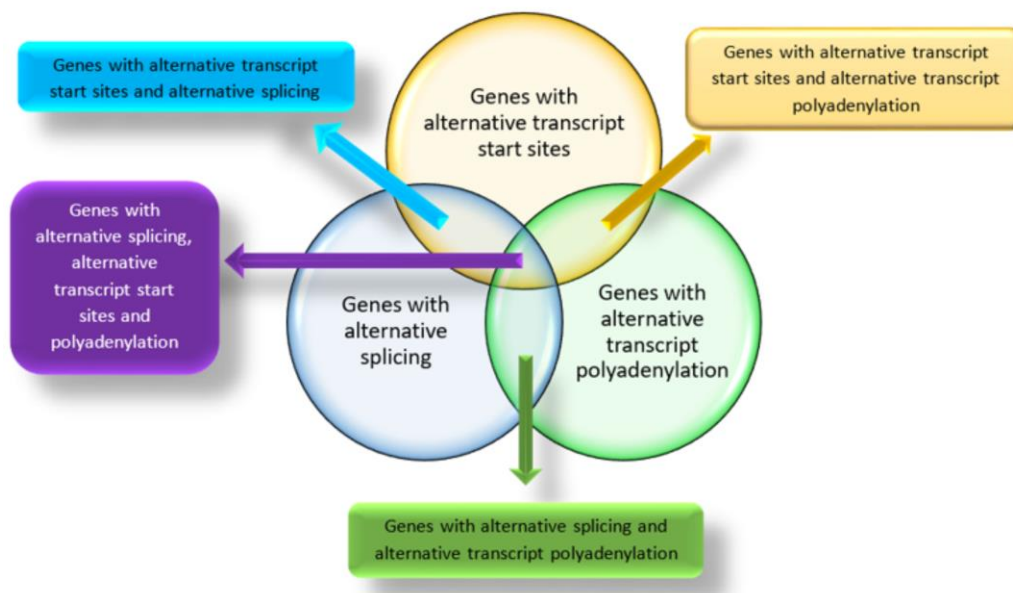 Genes with alternative transcript
start sites and alternative splicing
Genes with
alternative transcript
start sites
Genes with alternative transcript
start sites and alternative transcript
polyadenylation
Genes with
alternative splicing,
alternative
transcript start
sites and
polyadenylation
Genes with
alternative
splicing
Genes with
alternative
transcript
polyadenylation
Genes with alternative splicing and
alternative transcript polyadenylation